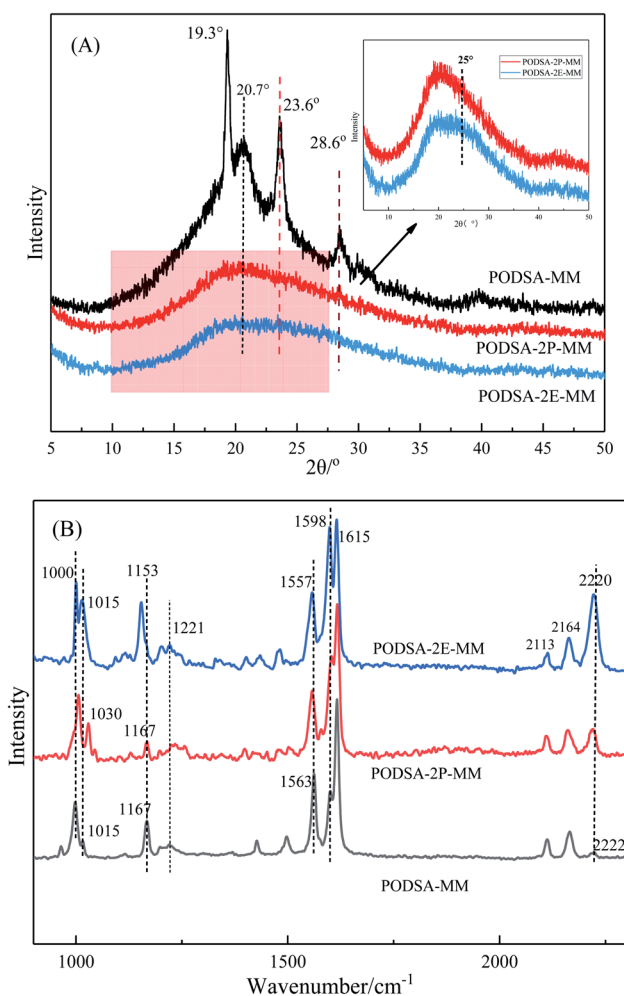 (A)
19.3°
20.7°
23.6°
28.6°
25°
PODSA-2P-MM
PODSA-2E-MM
Intensity
5 10 20 30 40 50
2θ( °)
Intensity
PODSA-MM
PODSA-2P-MM
PODSA-2E-MM
5 10 15 20 25 30 35 40 45 50
2θ/°
(B)
1000
1015
1153
1221
1557
1598
1615
2113
2164
2220
PODSA-2E-MM
1030
1167
PODSA-2P-MM
1015
1167
1563
2222
PODSA-MM
Intensity
1000 1500 2000
Wavenumber/cm⁻¹